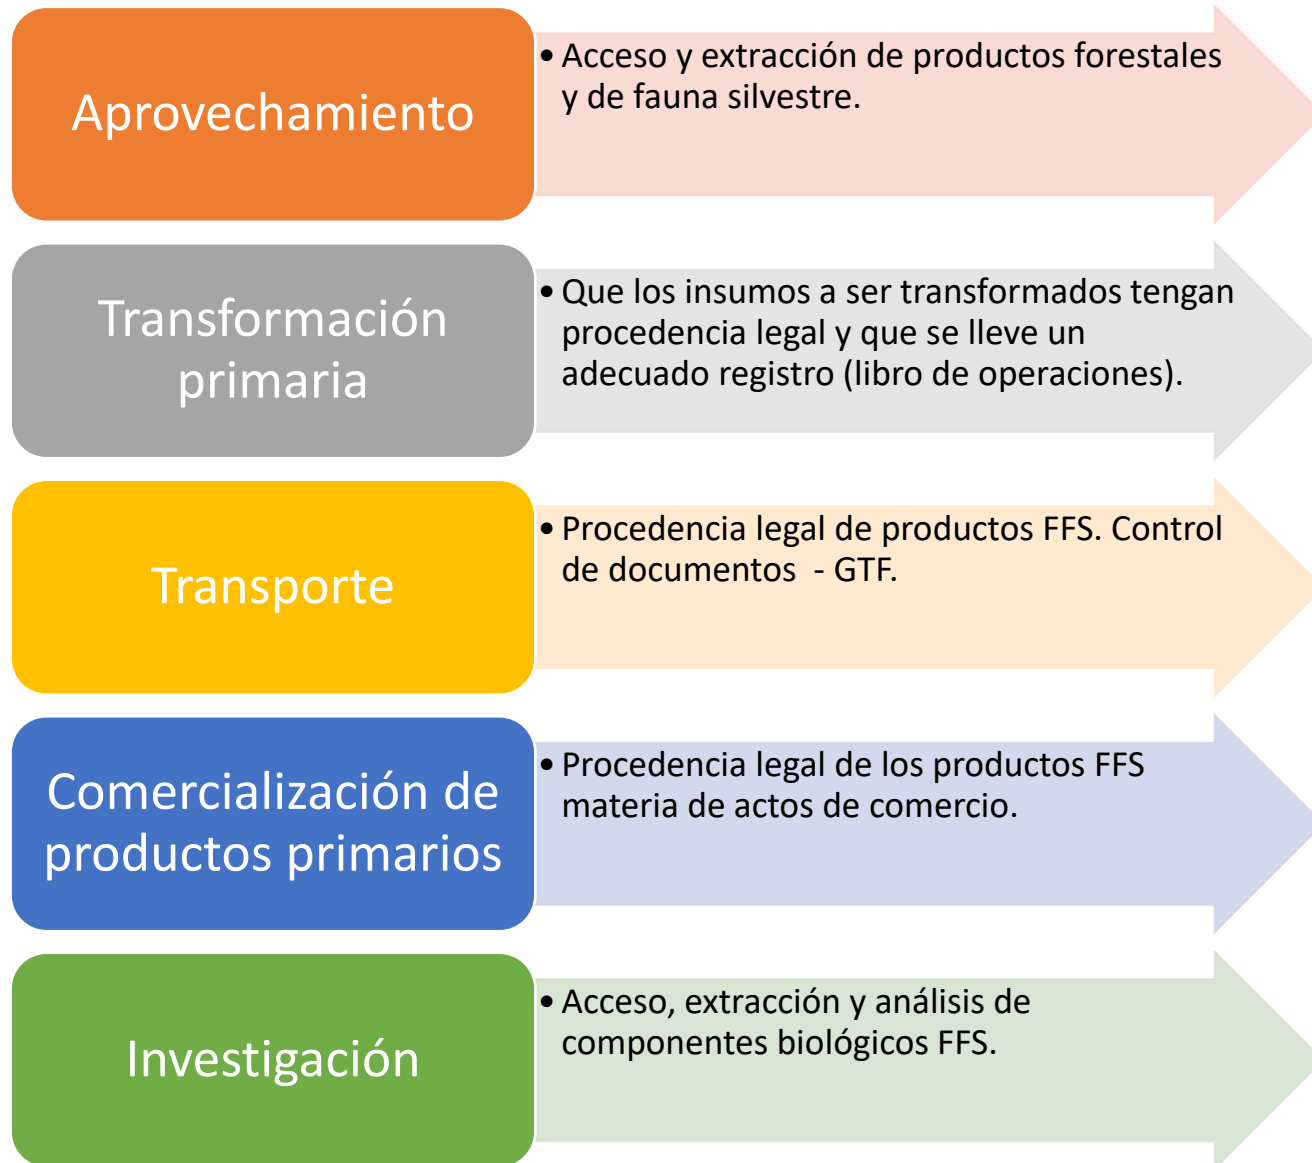 Aprovechamiento
• Acceso y extracción de productos forestales
y de fauna silvestre.
Transformación
primaria
• Que los insumos a ser transformados tengan
procedencia legal y que se lleve un
adecuado registro (libro de operaciones).
Transporte
• Procedencia legal de productos FFS. Control
de documentos  - GTF.
Comercialización de
productos primarios
• Procedencia legal de los productos FFS
materia de actos de comercio.
Investigación
• Acceso, extracción y análisis de
componentes biológicos FFS.